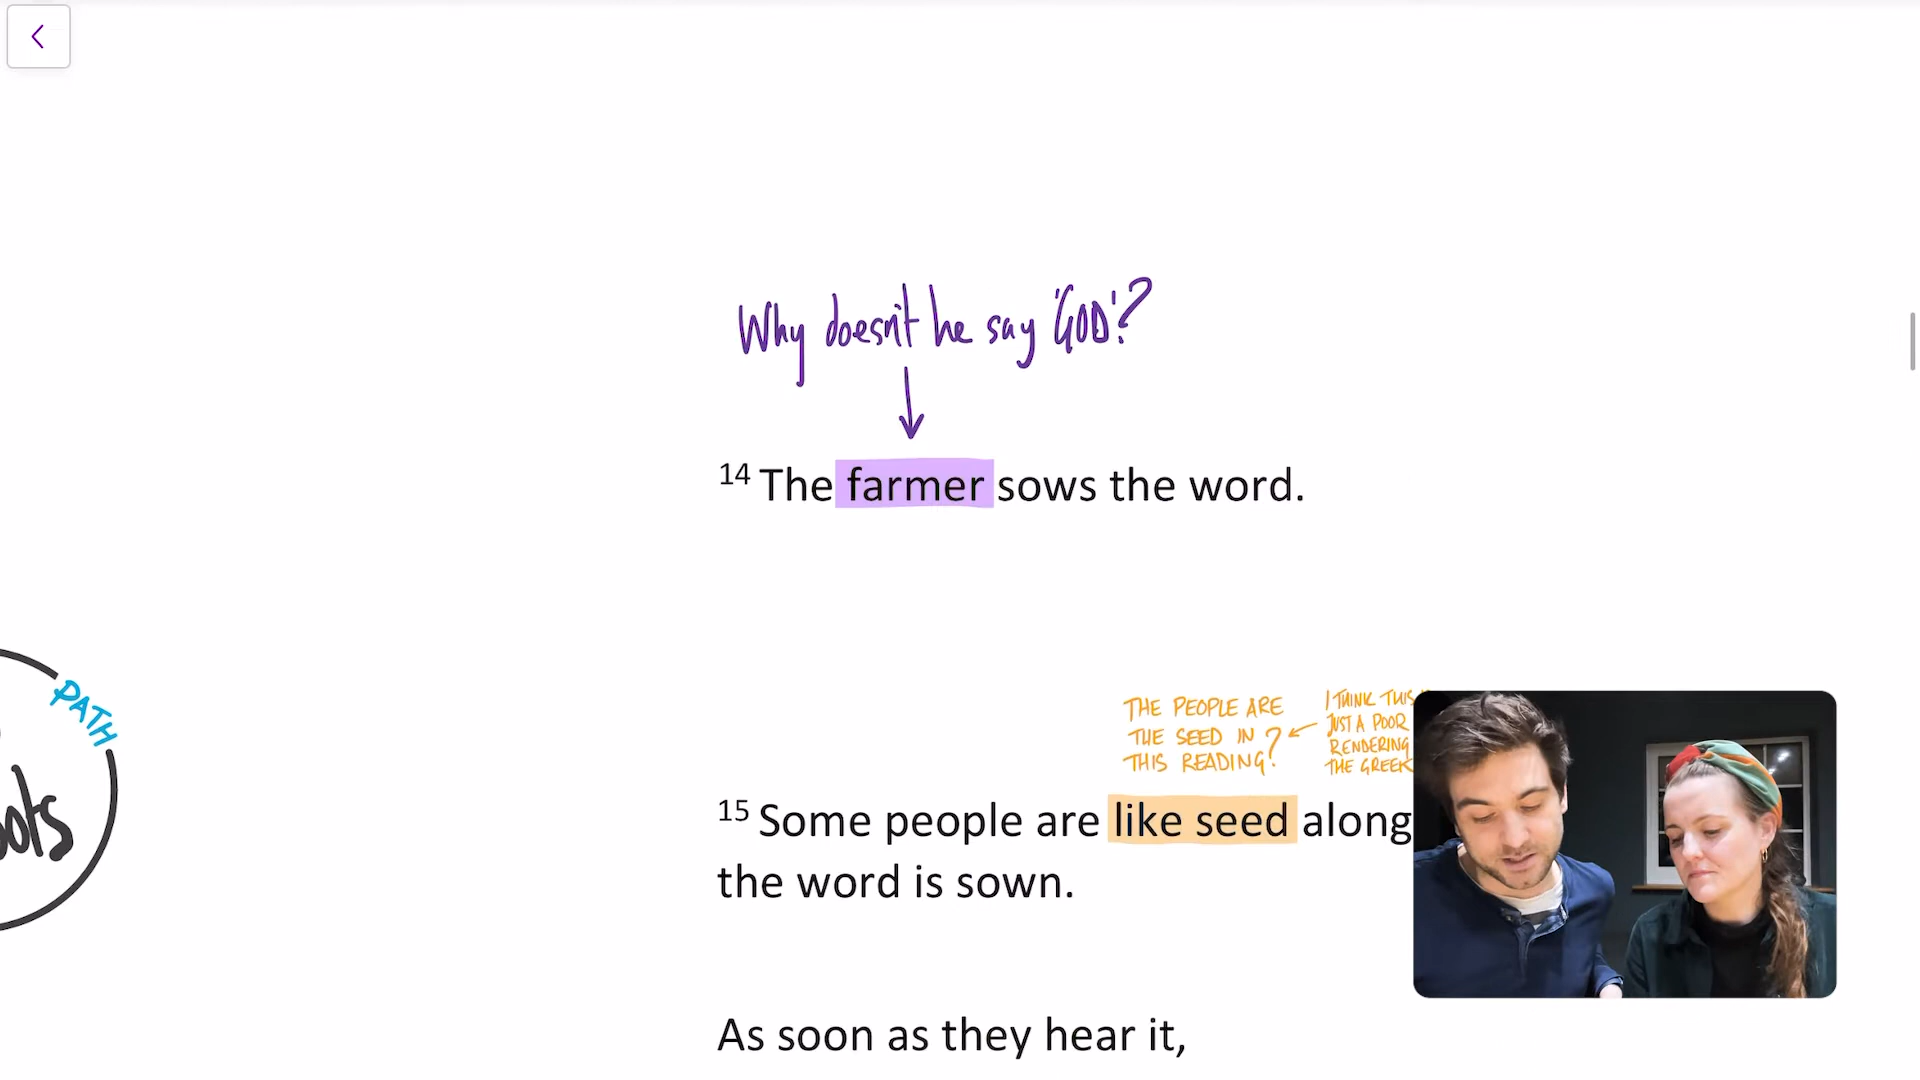 Why doesn't he say 'GOD'?
14 The farmer sows the word.
PATH
THE PEOPLE ARE
THE SEED IN
THIS READING?
I THINK THIS
JUST A POOR
RENDERING
THE GREEK
15 Some people are like seed along
the word is sown.
As soon as they hear it,